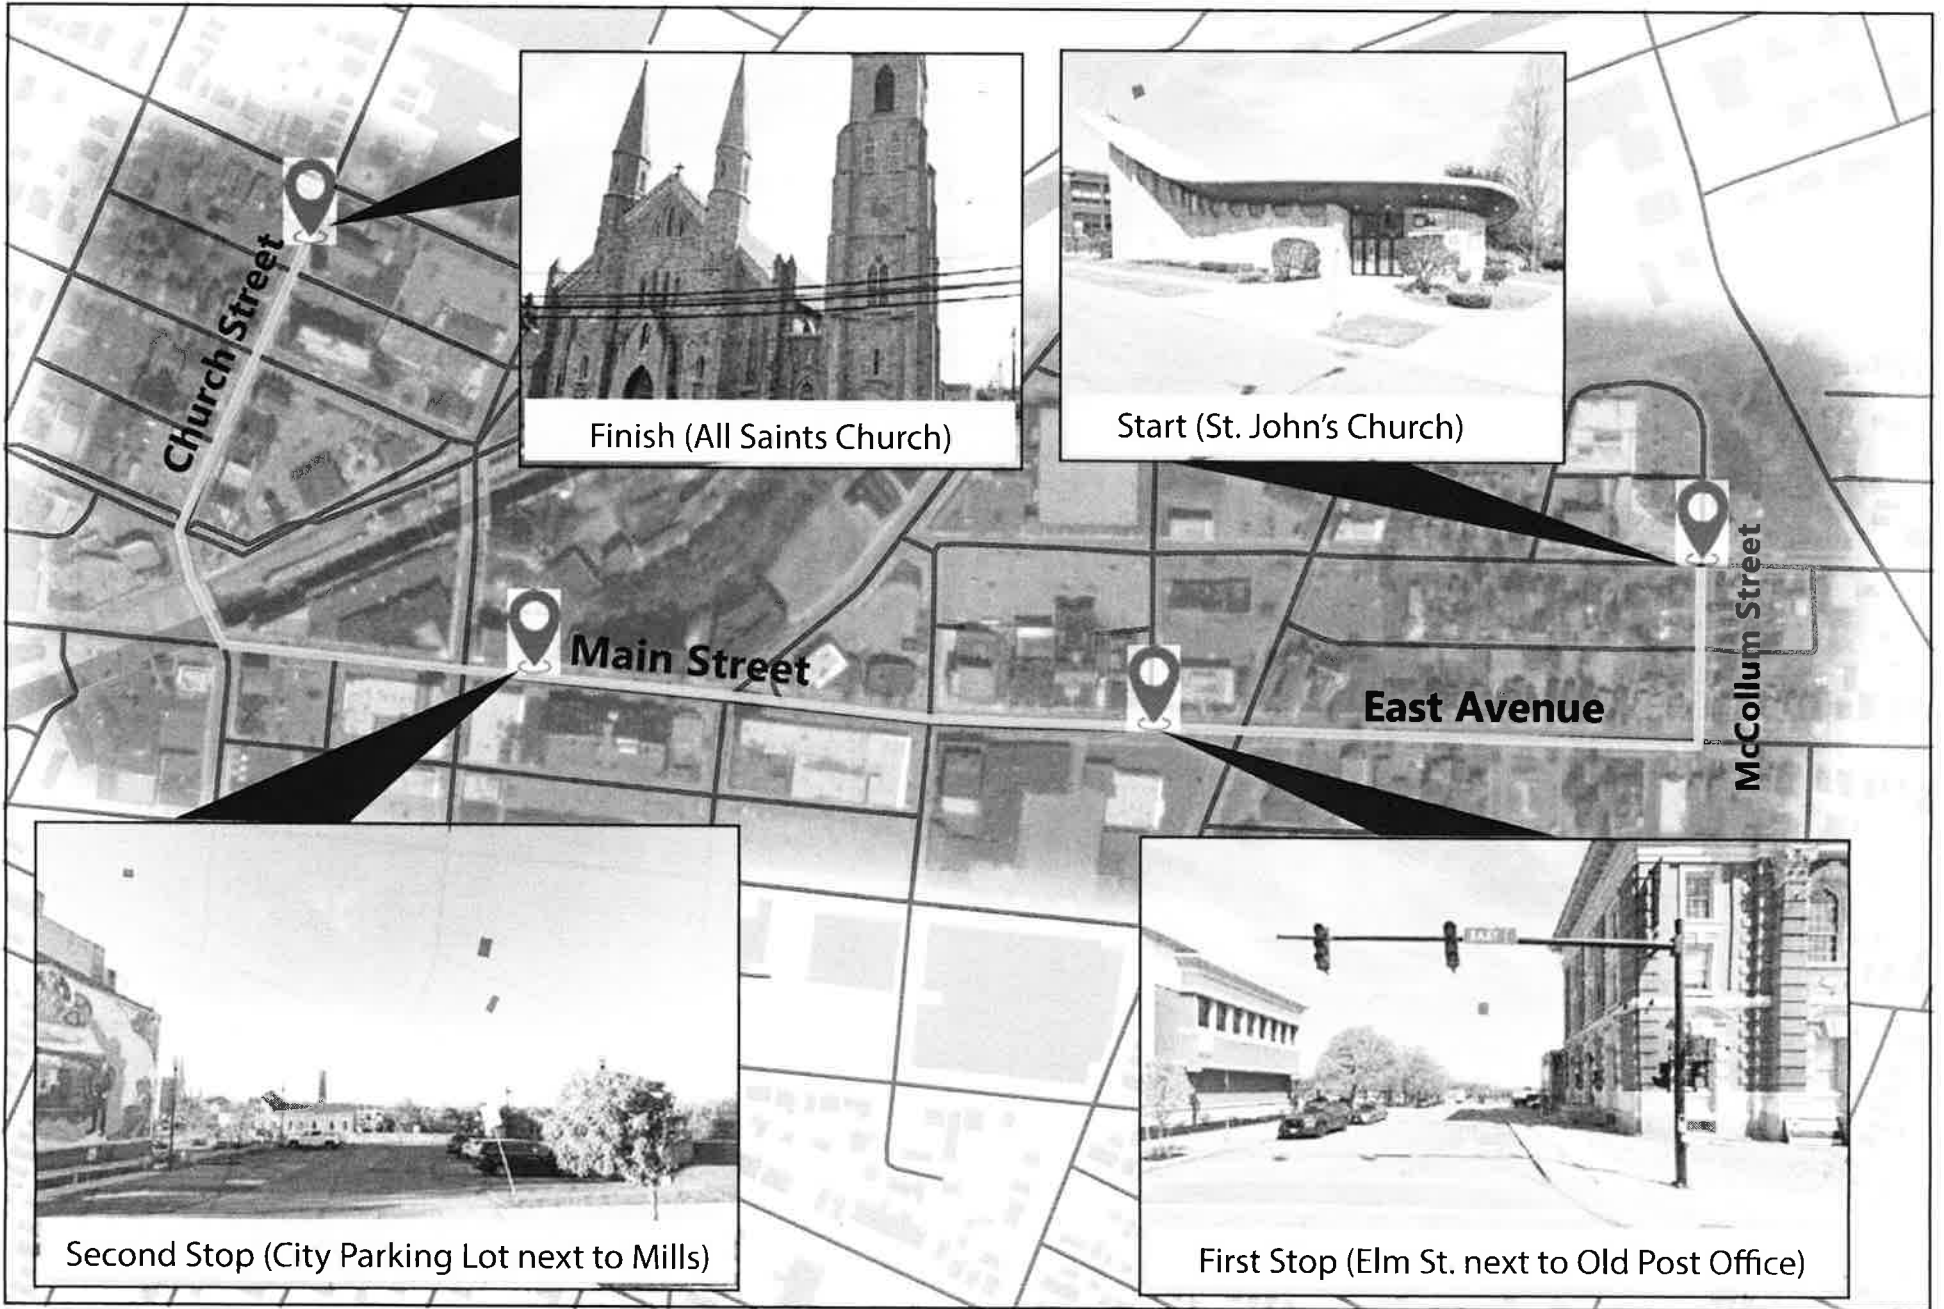 Finish (All Saints Church)
Start (St. John's Church)
Church Street
McCollum Street
Main Street
East Avenue
Second Stop (City Parking Lot next to Mills)
First Stop (Elm St. next to Old Post Office)